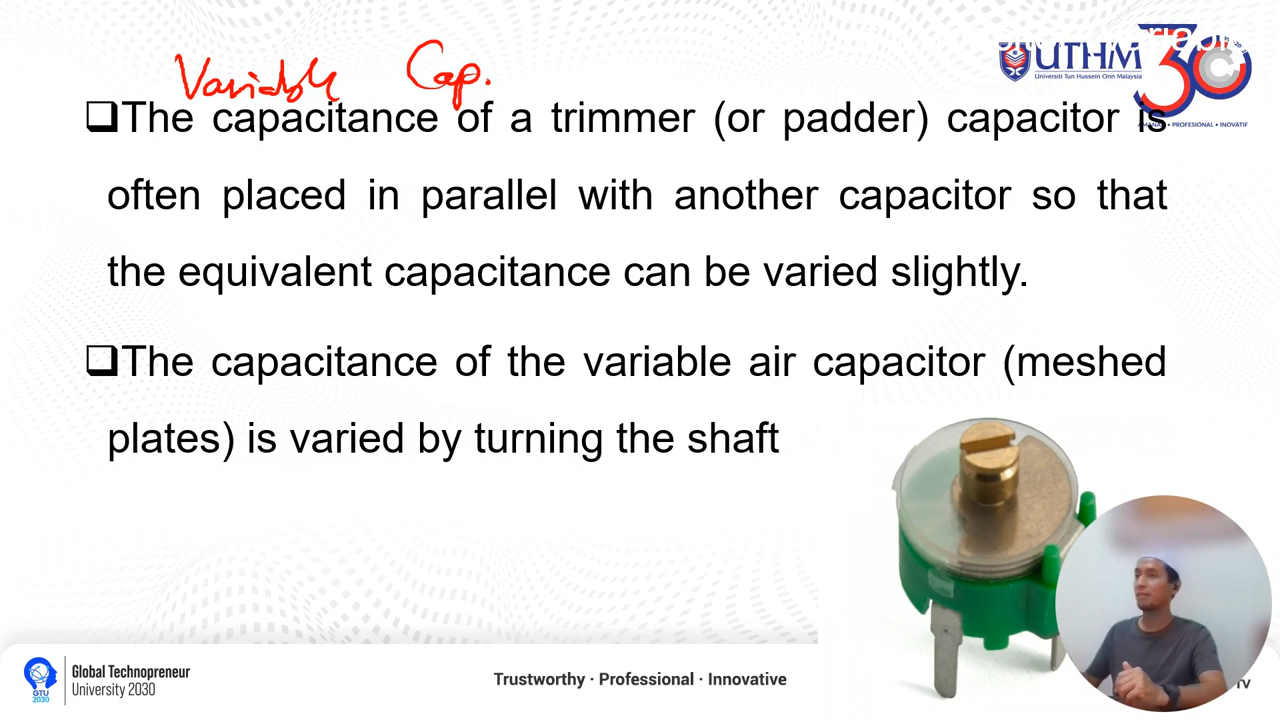 Variable Cap.
UTHM
Universiti Tun Hussein Onn Malaysia
30
PROFESIONAL • INOVATIF
❑The capacitance of a trimmer (or padder) capacitor is
often placed in parallel with another capacitor so that
the equivalent capacitance can be varied slightly.
❑The capacitance of the variable air capacitor (meshed
plates) is varied by turning the shaft
GTU
2030
Global Technopreneur
University 2030
Trustworthy · Professional · Innovative